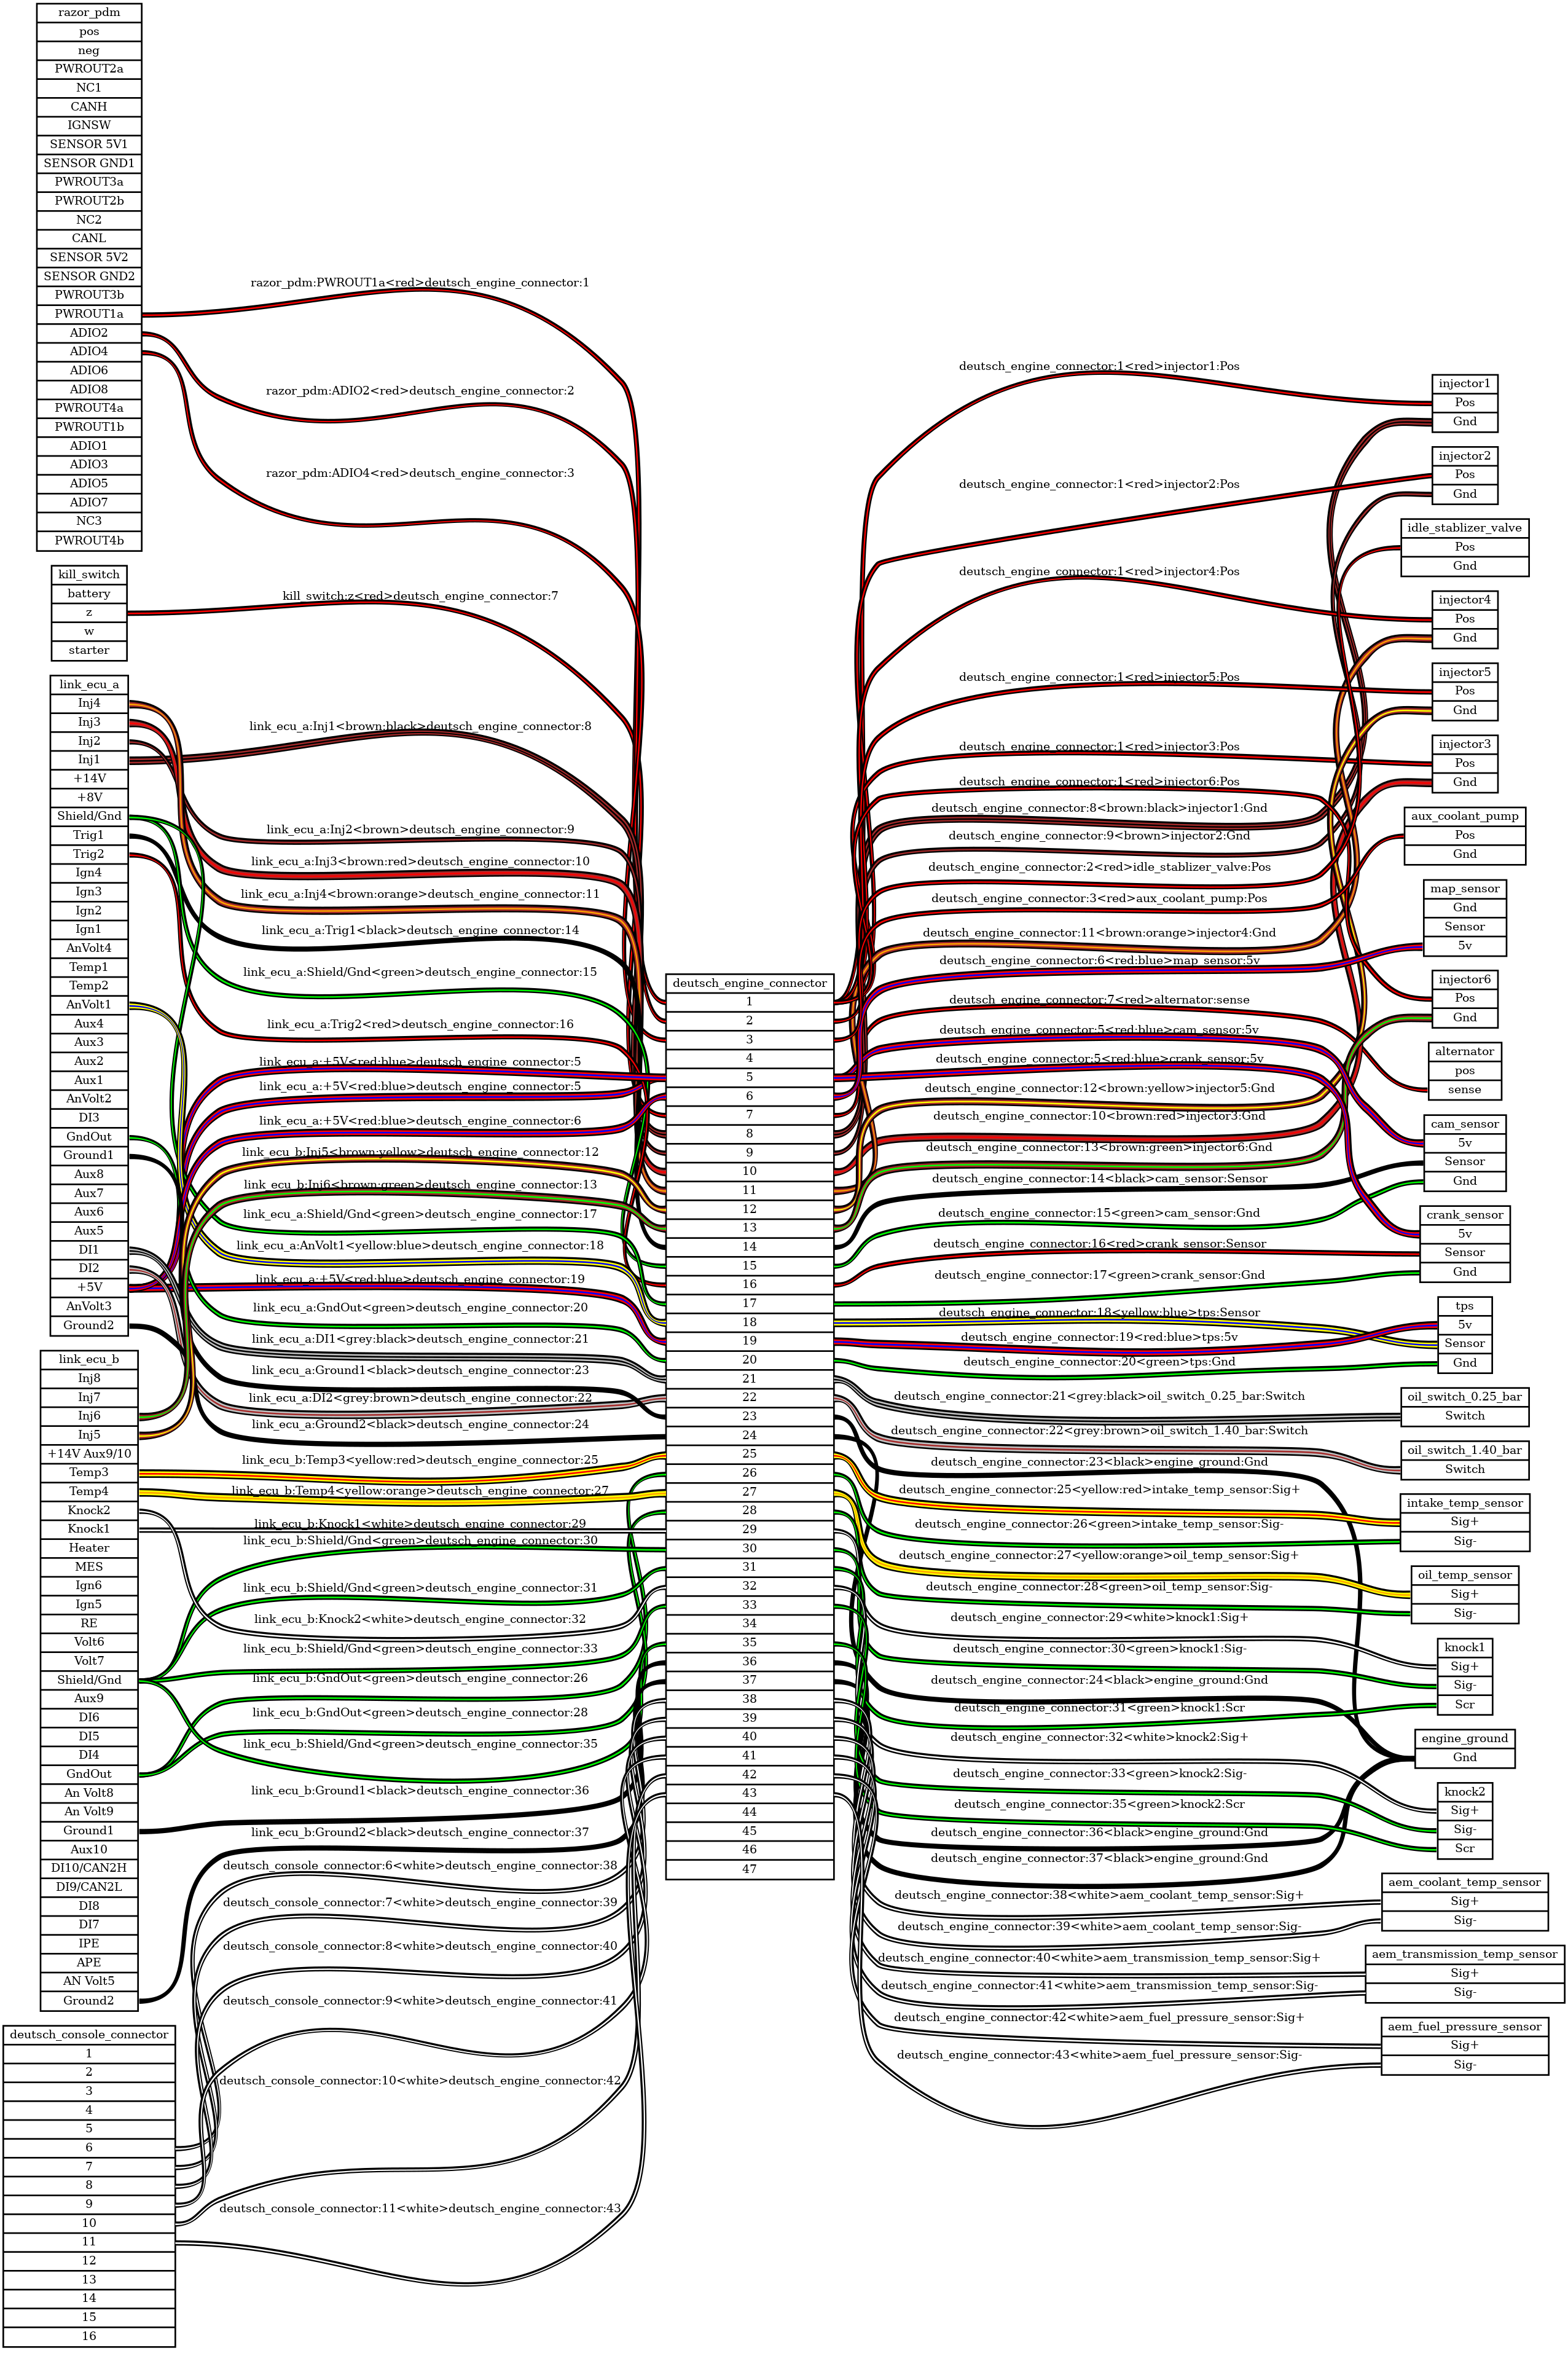 razor_pdm
pos
neg
PWROUT2a
NC1
CANH
IGNSW
SENSOR 5V1
SENSOR GND1
PWROUT3a
PWROUT2b
NC2
CANL
SENSOR 5V2
SENSOR GND2
PWROUT3b
PWROUT1a
ADIO2
ADIO4
ADIO6
ADIO8
PWROUT4a
PWROUT1b
ADIO1
ADIO3
ADIO5
ADIO7
NC3
PWROUT4b
kill_switch
battery
z
w
starter
link_ecu_a
Inj4
Inj3
Inj2
Inj1
+14V
+8V
Shield/Gnd
Trig1
Trig2
Ign4
Ign3
Ign2
Ign1
AnVolt4
Temp1
Temp2
AnVolt1
Aux4
Aux3
Aux2
Aux1
AnVolt2
DI3
GndOut
Ground1
Aux8
Aux7
Aux6
Aux5
DI1
DI2
+5V
AnVolt3
Ground2
link_ecu_b
Inj8
Inj7
Inj6
Inj5
+14V Aux9/10
Temp3
Temp4
Knock2
Knock1
Heater
MES
Ign6
Ign5
RE
Volt6
Volt7
Shield/Gnd
Aux9
DI6
DI5
DI4
GndOut
An Volt8
An Volt9
Ground1
Aux10
DI10/CAN2H
DI9/CAN2L
DI8
DI7
IPE
APE
AN Volt5
Ground2
deutsch_console_connector
1
2
3
4
5
6
7
8
9
10
11
12
13
14
15
16
razor_pdm:PWROUT1a<red>deutsch_engine_connector:1
razor_pdm:ADIO2<red>deutsch_engine_connector:2
razor_pdm:ADIO4<red>deutsch_engine_connector:3
kill_switch:z<red>deutsch_engine_connector:7
link_ecu_a:Inj1<brown:black>deutsch_engine_connector:8
link_ecu_a:Inj2<brown>deutsch_engine_connector:9
link_ecu_a:Inj3<brown:red>deutsch_engine_connector:10
link_ecu_a:Inj4<brown:orange>deutsch_engine_connector:11
link_ecu_a:Trig1<black>deutsch_engine_connector:14
link_ecu_a:Shield/Gnd<green>deutsch_engine_connector:15
link_ecu_a:Trig2<red>deutsch_engine_connector:16
link_ecu_a:+5V<red:blue>deutsch_engine_connector:5
link_ecu_a:+5V<red:blue>deutsch_engine_connector:5
link_ecu_a:+5V<red:blue>deutsch_engine_connector:6
link_ecu_b:Inj5<brown:yellow>deutsch_engine_connector:12
link_ecu_b:Inj6<brown:green>deutsch_engine_connector:13
link_ecu_a:Shield/Gnd<green>deutsch_engine_connector:17
link_ecu_a:AnVolt1<yellow:blue>deutsch_engine_connector:18
link_ecu_a:+5V<red:blue>deutsch_engine_connector:19
link_ecu_a:GndOut<green>deutsch_engine_connector:20
link_ecu_a:DI1<grey:black>deutsch_engine_connector:21
link_ecu_a:Ground1<black>deutsch_engine_connector:23
link_ecu_a:DI2<grey:brown>deutsch_engine_connector:22
link_ecu_a:Ground2<black>deutsch_engine_connector:24
link_ecu_b:Temp3<yellow:red>deutsch_engine_connector:25
link_ecu_b:Temp4<yellow:orange>deutsch_engine_connector:27
link_ecu_b:Knock1<white>deutsch_engine_connector:29
link_ecu_b:Shield/Gnd<green>deutsch_engine_connector:30
link_ecu_b:Shield/Gnd<green>deutsch_engine_connector:31
link_ecu_b:Knock2<white>deutsch_engine_connector:32
link_ecu_b:Shield/Gnd<green>deutsch_engine_connector:33
link_ecu_b:GndOut<green>deutsch_engine_connector:26
link_ecu_b:GndOut<green>deutsch_engine_connector:28
link_ecu_b:Shield/Gnd<green>deutsch_engine_connector:35
link_ecu_b:Ground1<black>deutsch_engine_connector:36
link_ecu_b:Ground2<black>deutsch_engine_connector:37
deutsch_console_connector:6<white>deutsch_engine_connector:38
deutsch_console_connector:7<white>deutsch_engine_connector:39
deutsch_console_connector:8<white>deutsch_engine_connector:40
deutsch_console_connector:9<white>deutsch_engine_connector:41
deutsch_console_connector:10<white>deutsch_engine_connector:42
deutsch_console_connector:11<white>deutsch_engine_connector:43
deutsch_engine_connector
1
2
3
4
5
6
7
8
9
10
11
12
13
14
15
16
17
18
19
20
21
22
23
24
25
26
27
28
29
30
31
32
33
34
35
36
37
38
39
40
41
42
43
44
45
46
47
deutsch_engine_connector:1<red>injector1:Pos
deutsch_engine_connector:1<red>injector2:Pos
deutsch_engine_connector:1<red>injector4:Pos
deutsch_engine_connector:1<red>injector5:Pos
deutsch_engine_connector:1<red>injector3:Pos
deutsch_engine_connector:1<red>injector6:Pos
deutsch_engine_connector:8<brown:black>injector1:Gnd
deutsch_engine_connector:9<brown>injector2:Gnd
deutsch_engine_connector:2<red>idle_stablizer_valve:Pos
deutsch_engine_connector:3<red>aux_coolant_pump:Pos
deutsch_engine_connector:11<brown:orange>injector4:Gnd
deutsch_engine_connector:6<red:blue>map_sensor:5v
deutsch_engine_connector:7<red>alternator:sense
deutsch_engine_connector:5<red:blue>cam_sensor:5v
deutsch_engine_connector:5<red:blue>crank_sensor:5v
deutsch_engine_connector:12<brown:yellow>injector5:Gnd
deutsch_engine_connector:10<brown:red>injector3:Gnd
deutsch_engine_connector:13<brown:green>injector6:Gnd
deutsch_engine_connector:14<black>cam_sensor:Sensor
deutsch_engine_connector:15<green>cam_sensor:Gnd
deutsch_engine_connector:16<red>crank_sensor:Sensor
deutsch_engine_connector:17<green>crank_sensor:Gnd
deutsch_engine_connector:18<yellow:blue>tps:Sensor
deutsch_engine_connector:19<red:blue>tps:5v
deutsch_engine_connector:20<green>tps:Gnd
deutsch_engine_connector:21<grey:black>oil_switch_0.25_bar:Switch
deutsch_engine_connector:22<grey:brown>oil_switch_1.40_bar:Switch
deutsch_engine_connector:23<black>engine_ground:Gnd
deutsch_engine_connector:25<yellow:red>intake_temp_sensor:Sig+
deutsch_engine_connector:26<green>intake_temp_sensor:Sig-
deutsch_engine_connector:27<yellow:orange>oil_temp_sensor:Sig+
deutsch_engine_connector:28<green>oil_temp_sensor:Sig-
deutsch_engine_connector:29<white>knock1:Sig+
deutsch_engine_connector:30<green>knock1:Sig-
deutsch_engine_connector:24<black>engine_ground:Gnd
deutsch_engine_connector:31<green>knock1:Scr
deutsch_engine_connector:32<white>knock2:Sig+
deutsch_engine_connector:33<green>knock2:Sig-
deutsch_engine_connector:35<green>knock2:Scr
deutsch_engine_connector:36<black>engine_ground:Gnd
deutsch_engine_connector:37<black>engine_ground:Gnd
deutsch_engine_connector:38<white>aem_coolant_temp_sensor:Sig+
deutsch_engine_connector:39<white>aem_coolant_temp_sensor:Sig-
deutsch_engine_connector:40<white>aem_transmission_temp_sensor:Sig+
deutsch_engine_connector:41<white>aem_transmission_temp_sensor:Sig-
deutsch_engine_connector:42<white>aem_fuel_pressure_sensor:Sig+
deutsch_engine_connector:43<white>aem_fuel_pressure_sensor:Sig-
injector1
Pos
Gnd
injector2
Pos
Gnd
idle_stablizer_valve
Pos
Gnd
injector4
Pos
Gnd
injector5
Pos
Gnd
injector3
Pos
Gnd
aux_coolant_pump
Pos
Gnd
map_sensor
Gnd
Sensor
5v
injector6
Pos
Gnd
alternator
pos
sense
cam_sensor
5v
Sensor
Gnd
crank_sensor
5v
Sensor
Gnd
tps
5v
Sensor
Gnd
oil_switch_0.25_bar
Switch
oil_switch_1.40_bar
Switch
intake_temp_sensor
Sig+
Sig-
oil_temp_sensor
Sig+
Sig-
knock1
Sig+
Sig-
Scr
engine_ground
Gnd
knock2
Sig+
Sig-
Scr
aem_coolant_temp_sensor
Sig+
Sig-
aem_transmission_temp_sensor
Sig+
Sig-
aem_fuel_pressure_sensor
Sig+
Sig-